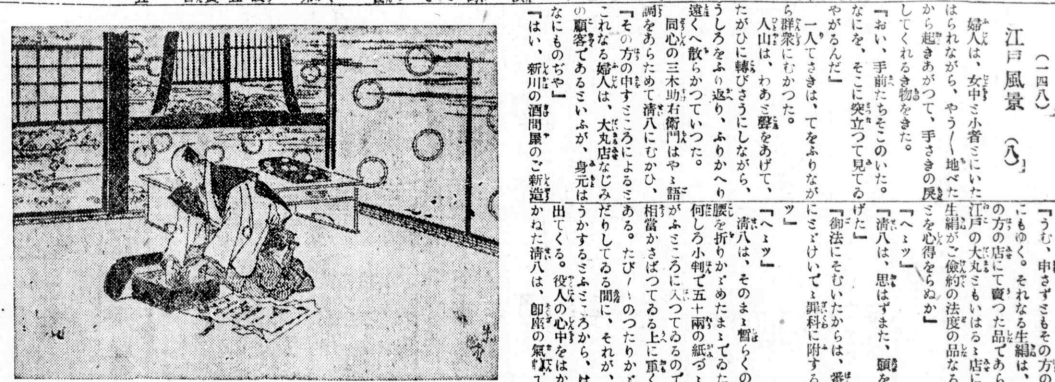 (一四八)
江戸風景 (八)
婦人は、女中と小者にいた
はられながら、やう〳〵地べた
から起きあがつて、手さきの戻
してくれるき物をきた。
『おい、手前たちそこのいた。
なにを、そこに突立つて見てる
やがるんだ』
一人てさきは、てをふりなが
ら群衆にむかつた。
人山は、わあと聲をあげて、
たがひに轉びさうにしながら、
うしろをふり返り、ふりかへり
遠くへ散らかつていつた。
同心の三木助右衛門はやゝ語
調をあらためて淸八にむかひ、
『その方の申すところによると
これなる婦人は、大丸店なじみ
の顧客であるといふが、身元は
なにものぢや』
『はい、新川の酒問屋のご新造
『うむ、申さずともその方の
にもゆく。それなる生絹は、
の方の店にて賣つた品であら
江戸の大丸ともいはるゝ店に
生絹がご儉約の法度の品なる
とを心得をらぬか』
『へゝツ』
淸八は、思はずまた、額を
げた』
『御法にそむいたからは、番
にとゞけいで、罪科に附する
ツ』
『へゝツ』
淸八は、そのまゝ暫らくの
腰を折りかゞめたまゝでゐた
何しろ小判で五十兩の紙づゝ
がふところに入つてゐるので
相當かさばつてゐる上に重く
ある。たび〳〵のつたりかゞ
だりしてゐる間に、それが、
うかするとふところから、は
出てくる。役人の心中をはか
かねた淸八は、卽座の氣